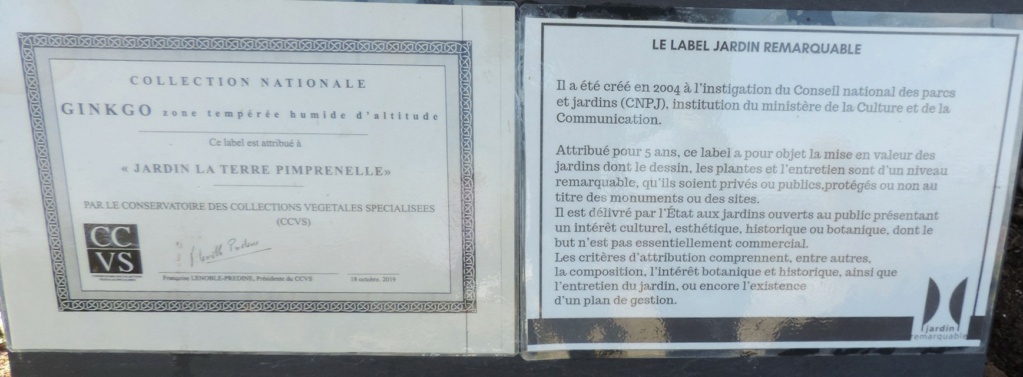 COLLECTION NATIONALE
GINKGO zone tempérée humide d'altitude
Ce label est attribué à
« JARDIN LA TERRE PIMPRENELLE»
PAR LE CONSERVATOIRE DES COLLECTIONS VEGETALES SPECIALISEES
(CCVS)
CC
VS
Françoise LENOBLE-PREDINE, Présidente du CCVS
18 octobre 2019
LE LABEL JARDIN REMARQUABLE
Il a été créé en 2004 à l'instigation du Conseil national des parcs
et jardins (CNPJ), institution du ministère de la Culture et de la
Communication.
Attribué pour 5 ans, ce label a pour objet la mise en valeur des
jardins dont le dessin, les plantes et l'entretien sont d'un niveau
remarquable, qu'ils soient privés ou publics,protégés ou non au
titre des monuments ou des sites.
Il est délivré par l'État aux jardins ouverts au public présentant
un intérêt culturel, esthétique, historique ou botanique, dont le
but n'est pas essentiellement commercial.
Les critères d'attribution comprennent, entre autres,
la composition, l'intérêt botanique et historique, ainsi que
l'entretien du jardin, ou encore l'existence
d'un plan de gestion.
jardin
remarquable